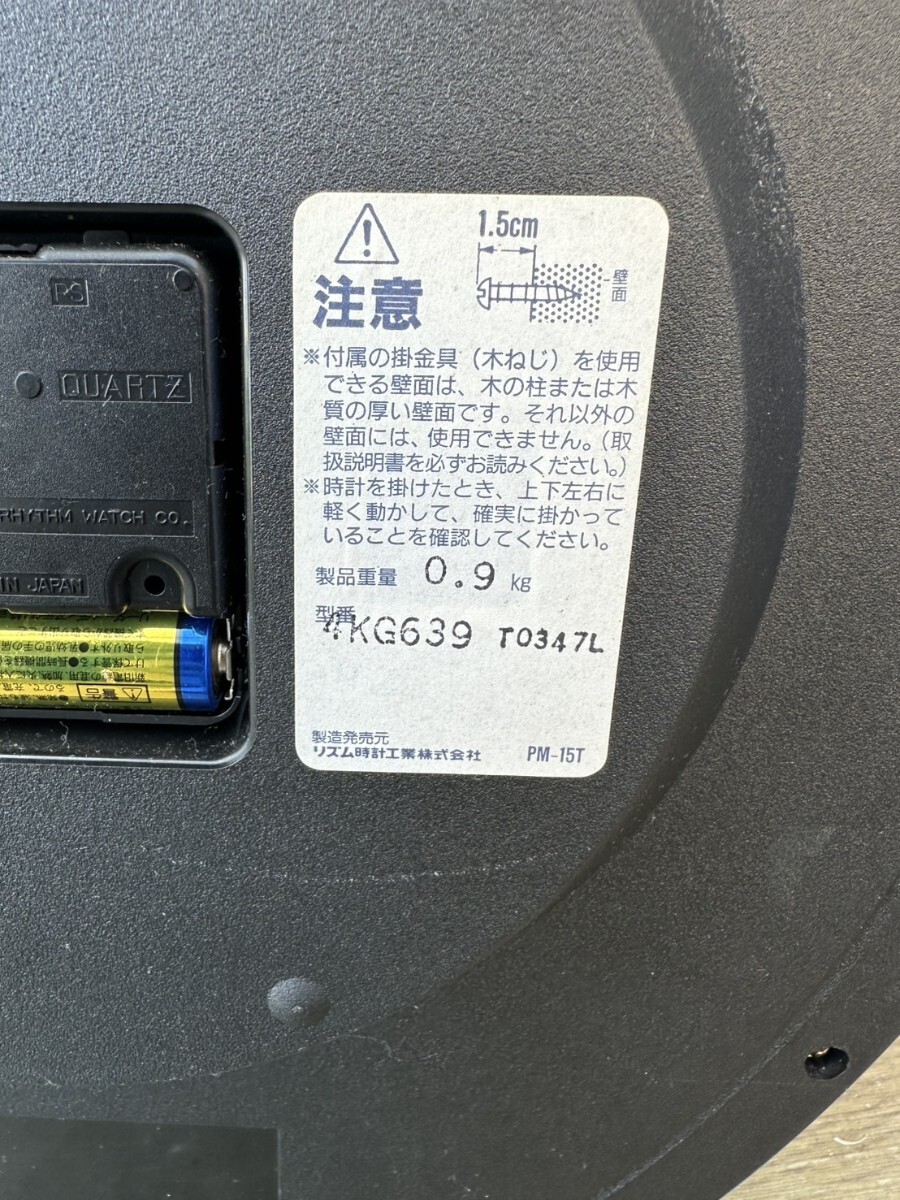 PS
QUARTZ
RHYTHM WATCH CO.
IN JAPAN
警告
1.5cm
壁面
注意
※付属の掛金具（木ねじ）を使用
できる壁面は、木の柱または木
質の厚い壁面です。それ以外の
壁面には、使用できません。（取
扱説明書を必ずお読みください。）
※時計を掛けたとき、上下左右に
軽く動かして、確実に掛かって
いることを確認してください。
製品重量 0.9 kg
型番
4KG639 T0347L
製造発売元
リズム時計工業株式会社 PM-15T